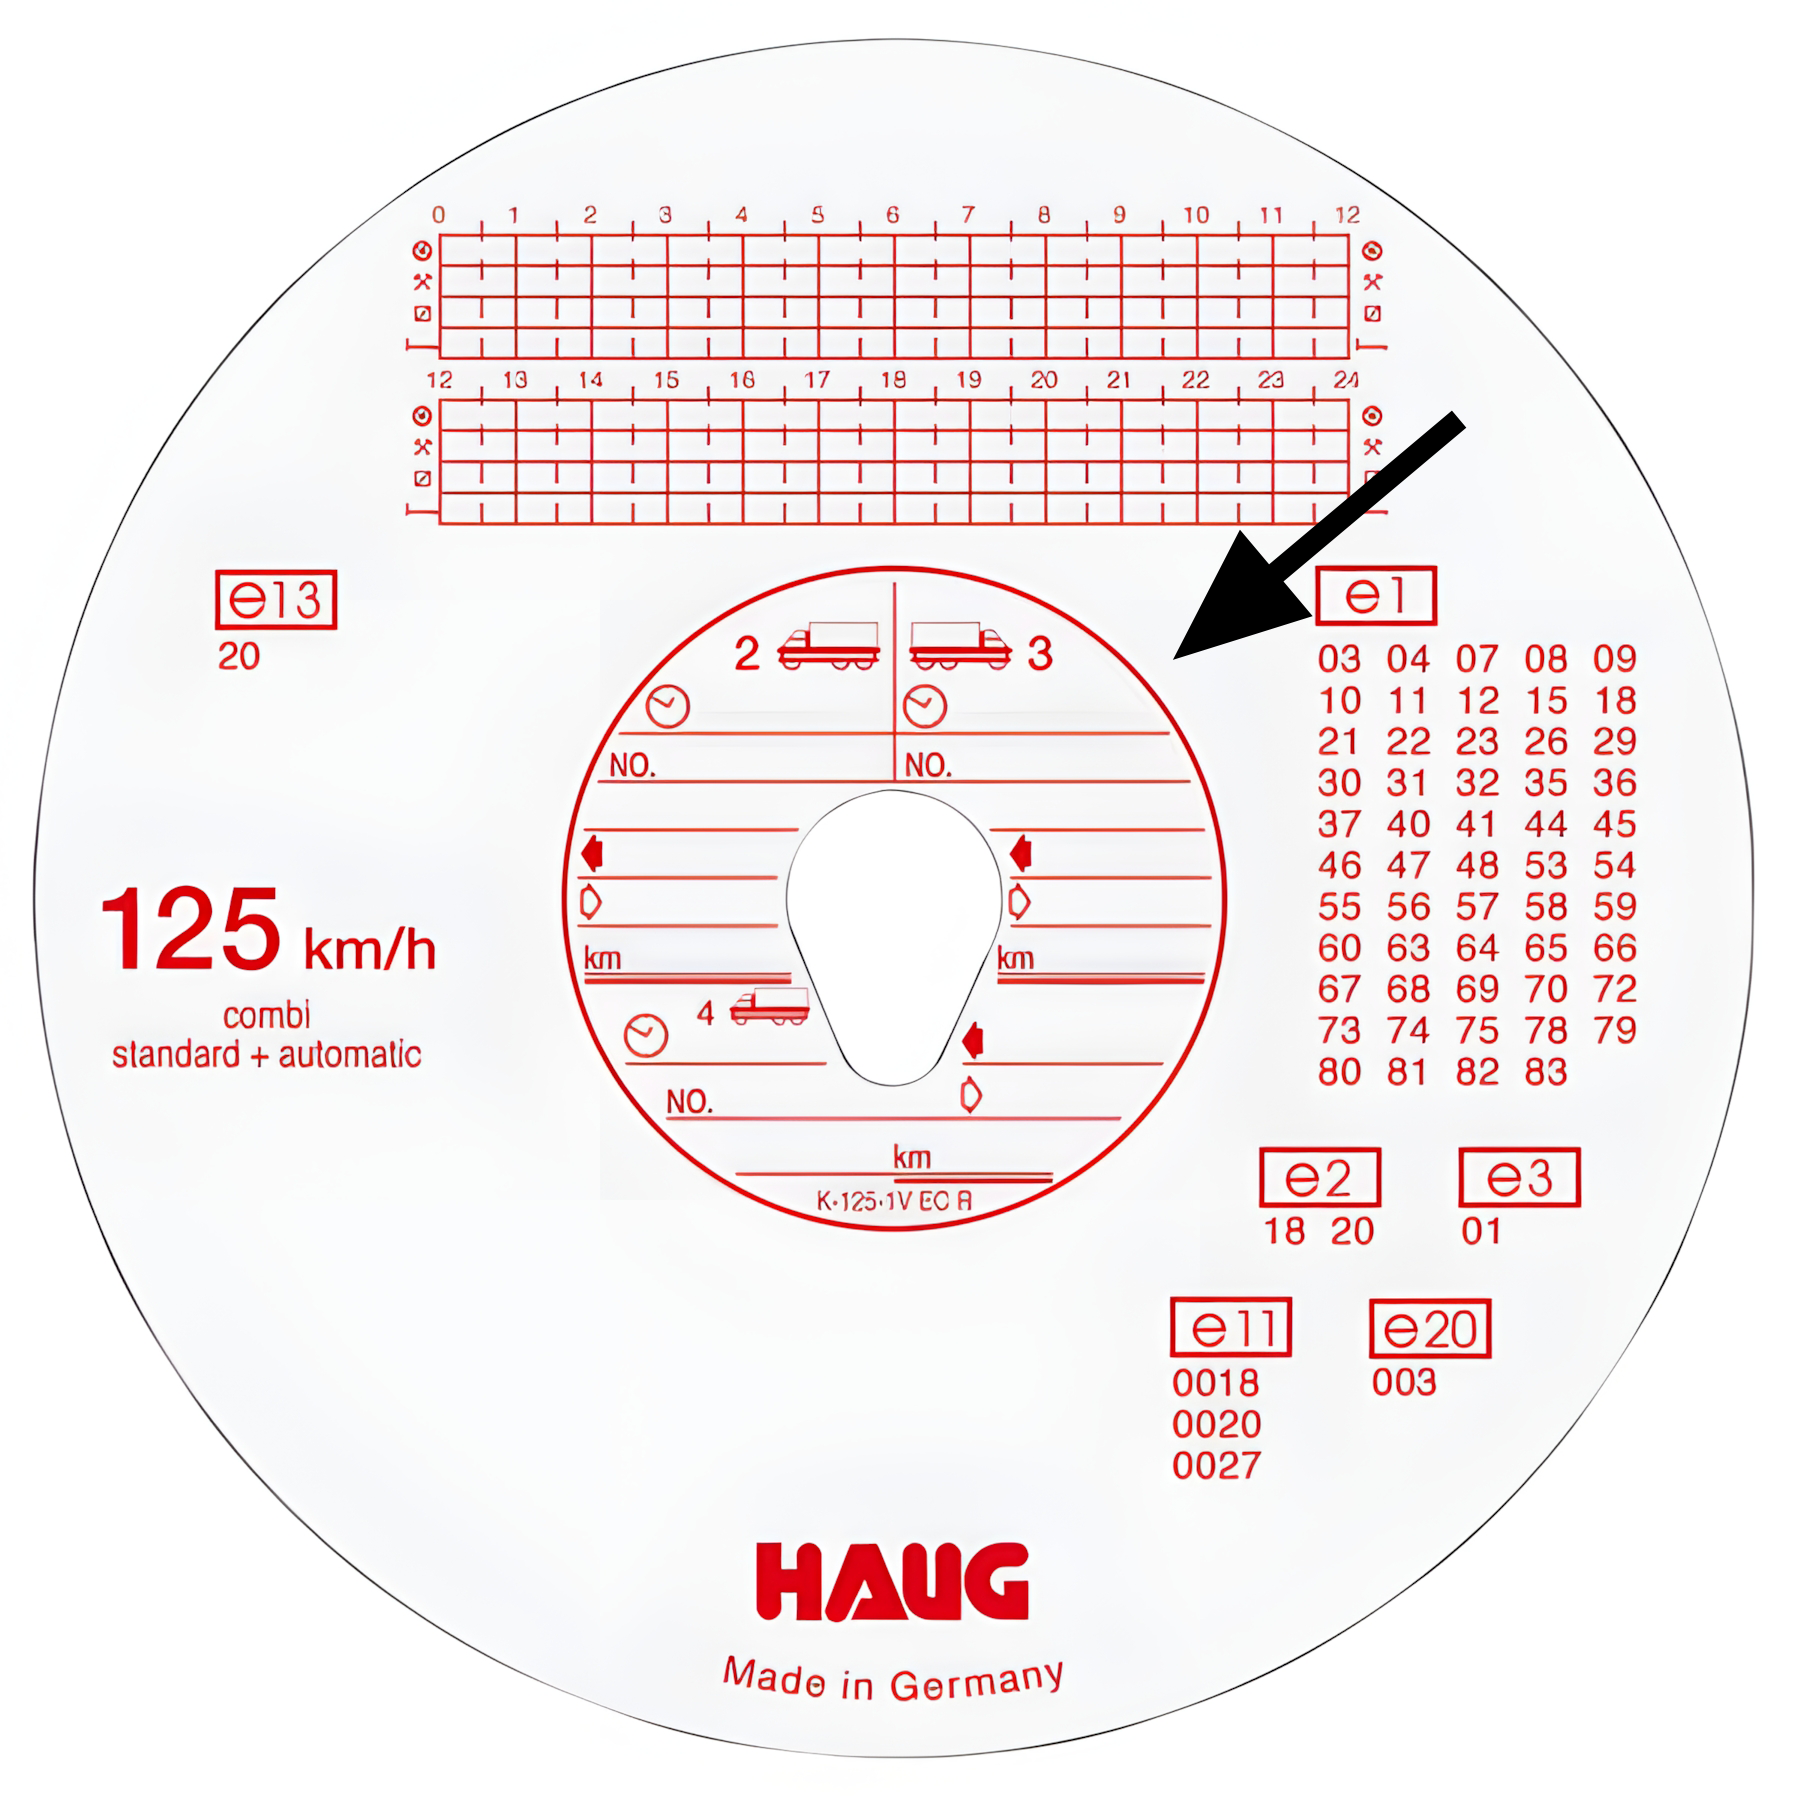 0 1 2 3 4 5 6 7 8 9 10 11 12
12 13 14 15 16 17 18 19 20 21 22 23 24
e13
20
125 km/h
combi
standard + automatic
2 3
NO. NO.
km km
4
NO.
km
K-125-1V EC R
e1
03 04 07 08 09
10 11 12 15 18
21 22 23 26 29
30 31 32 35 36
37 40 41 44 45
46 47 48 53 54
55 56 57 58 59
60 63 64 65 66
67 68 69 70 72
73 74 75 78 79
80 81 82 83
e2 e3
18 20 01
e11 e20
0018 003
0020
0027
HAUG
Made in Germany